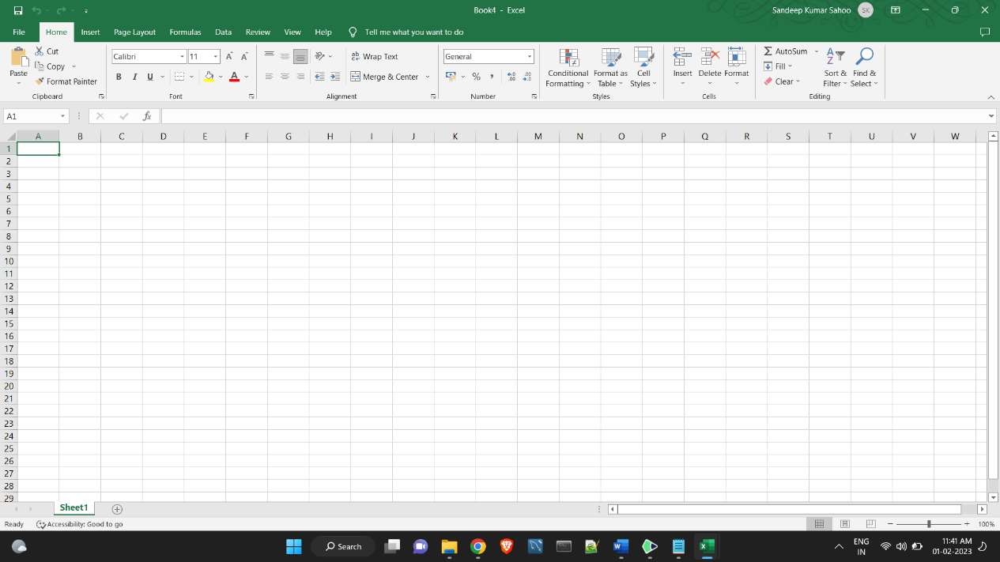 Book4 - Excel
Sandeep Kumar Sahoo SK
File Home Insert Page Layout Formulas Data Review View Help Tell me what you want to do
Paste
Cut
Copy
Format Painter
Clipboard
Calibri 11
B I U A
Font
ab Wrap Text
Merge & Center
Alignment
General
% , .00 .00
Number
Conditional Formatting
Format as Table
Cell Styles
Styles
Insert Delete Format
Cells
AutoSum
Fill
Clear
Sort & Filter
Find & Select
Editing
A1 fx
A B C D E F G H I J K L M N O P Q R S T U V W
1
2
3
4
5
6
7
8
9
10
11
12
13
14
15
16
17
18
19
20
21
22
23
24
25
26
27
28
29
Sheet1
Ready Accessibility: Good to go 100%
Search
ENG
IN
11:41 AM
01-02-2023